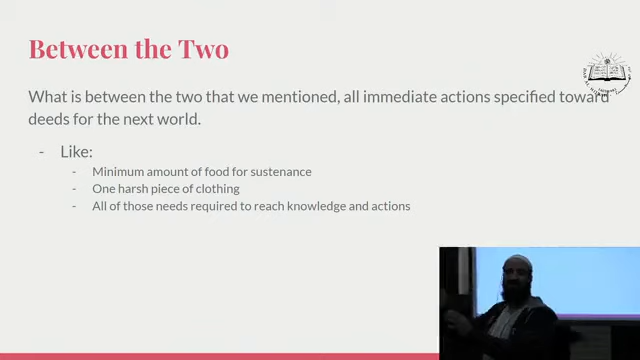 Between the Two
What is between the two that we mentioned, all immediate actions specified toward
deeds for the next world.
- Like:
- Minimum amount of food for sustenance
- One harsh piece of clothing
- All of those needs required to reach knowledge and actions